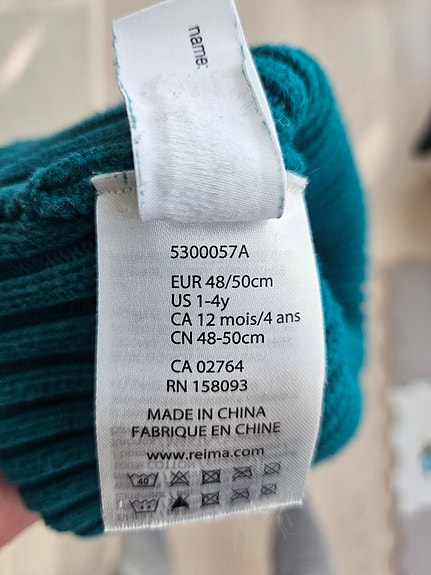 name:
5300057A
EUR 48/50cm
US 1-4y
CA 12 mois/4 ans
CN 48-50cm
CA 02764
RN 158093
MADE IN CHINA
FABRIQUE EN CHINE
www.reima.com
40